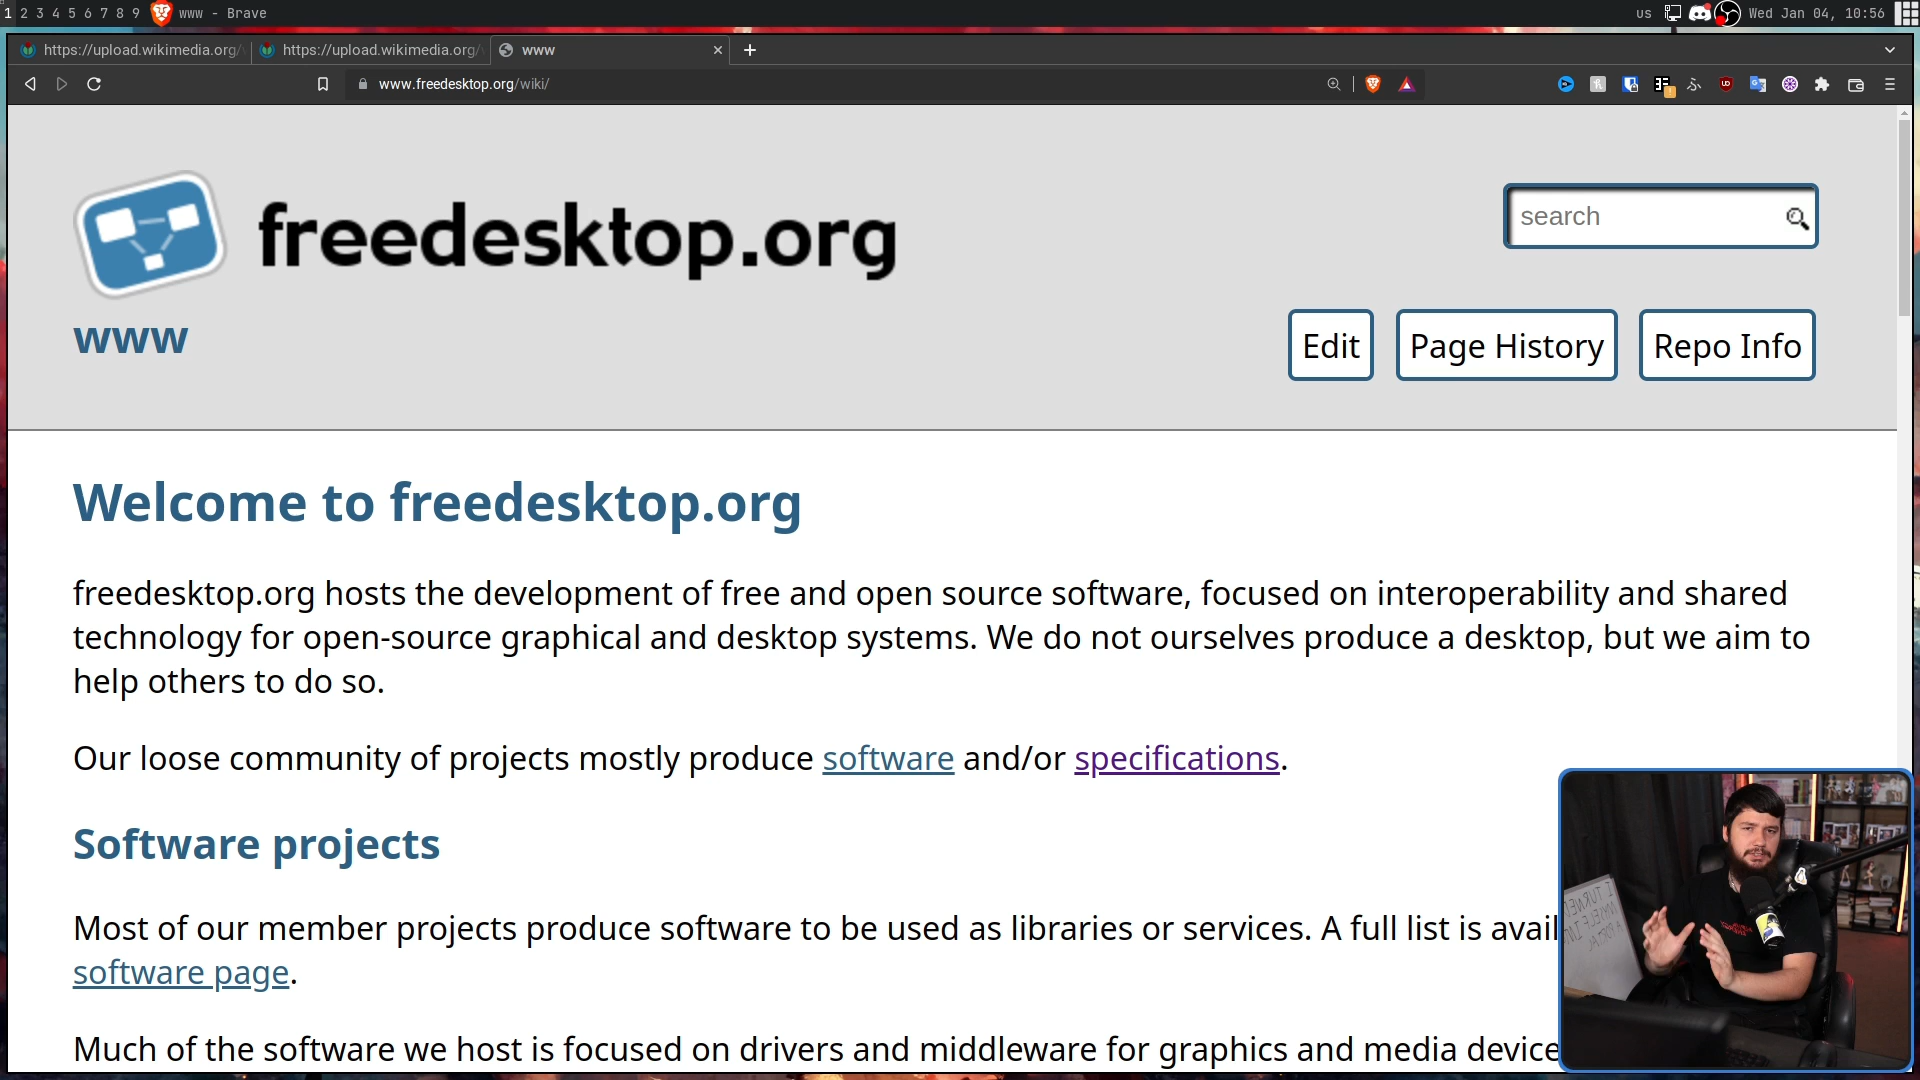 1 2 3 4 5 6 7 8 9 www - Brave us Wed Jan 04, 10:56
https://upload.wikimedia.org/ https://upload.wikimedia.org/ www
www.freedesktop.org/wiki/
freedesktop.org
search
www
Edit Page History Repo Info
Welcome to freedesktop.org
freedesktop.org hosts the development of free and open source software, focused on interoperability and shared
technology for open-source graphical and desktop systems. We do not ourselves produce a desktop, but we aim to
help others to do so.
Our loose community of projects mostly produce software and/or specifications.
Software projects
Most of our member projects produce software to be used as libraries or services. A full list is avail
software page.
Much of the software we host is focused on drivers and middleware for graphics and media device